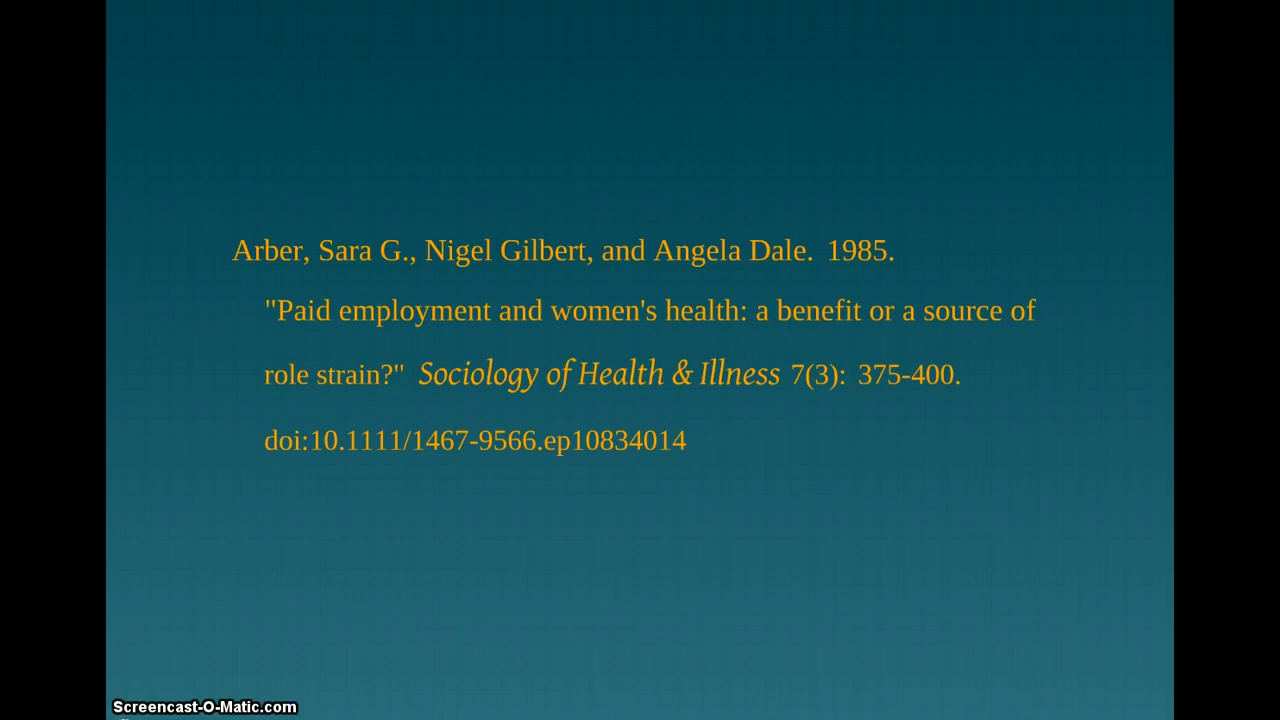 Arber, Sara G., Nigel Gilbert, and Angela Dale. 1985.
"Paid employment and women's health: a benefit or a source of
role strain?" Sociology of Health & Illness 7(3): 375-400.
doi:10.1111/1467-9566.ep10834014
Screencast-O-Matic.com